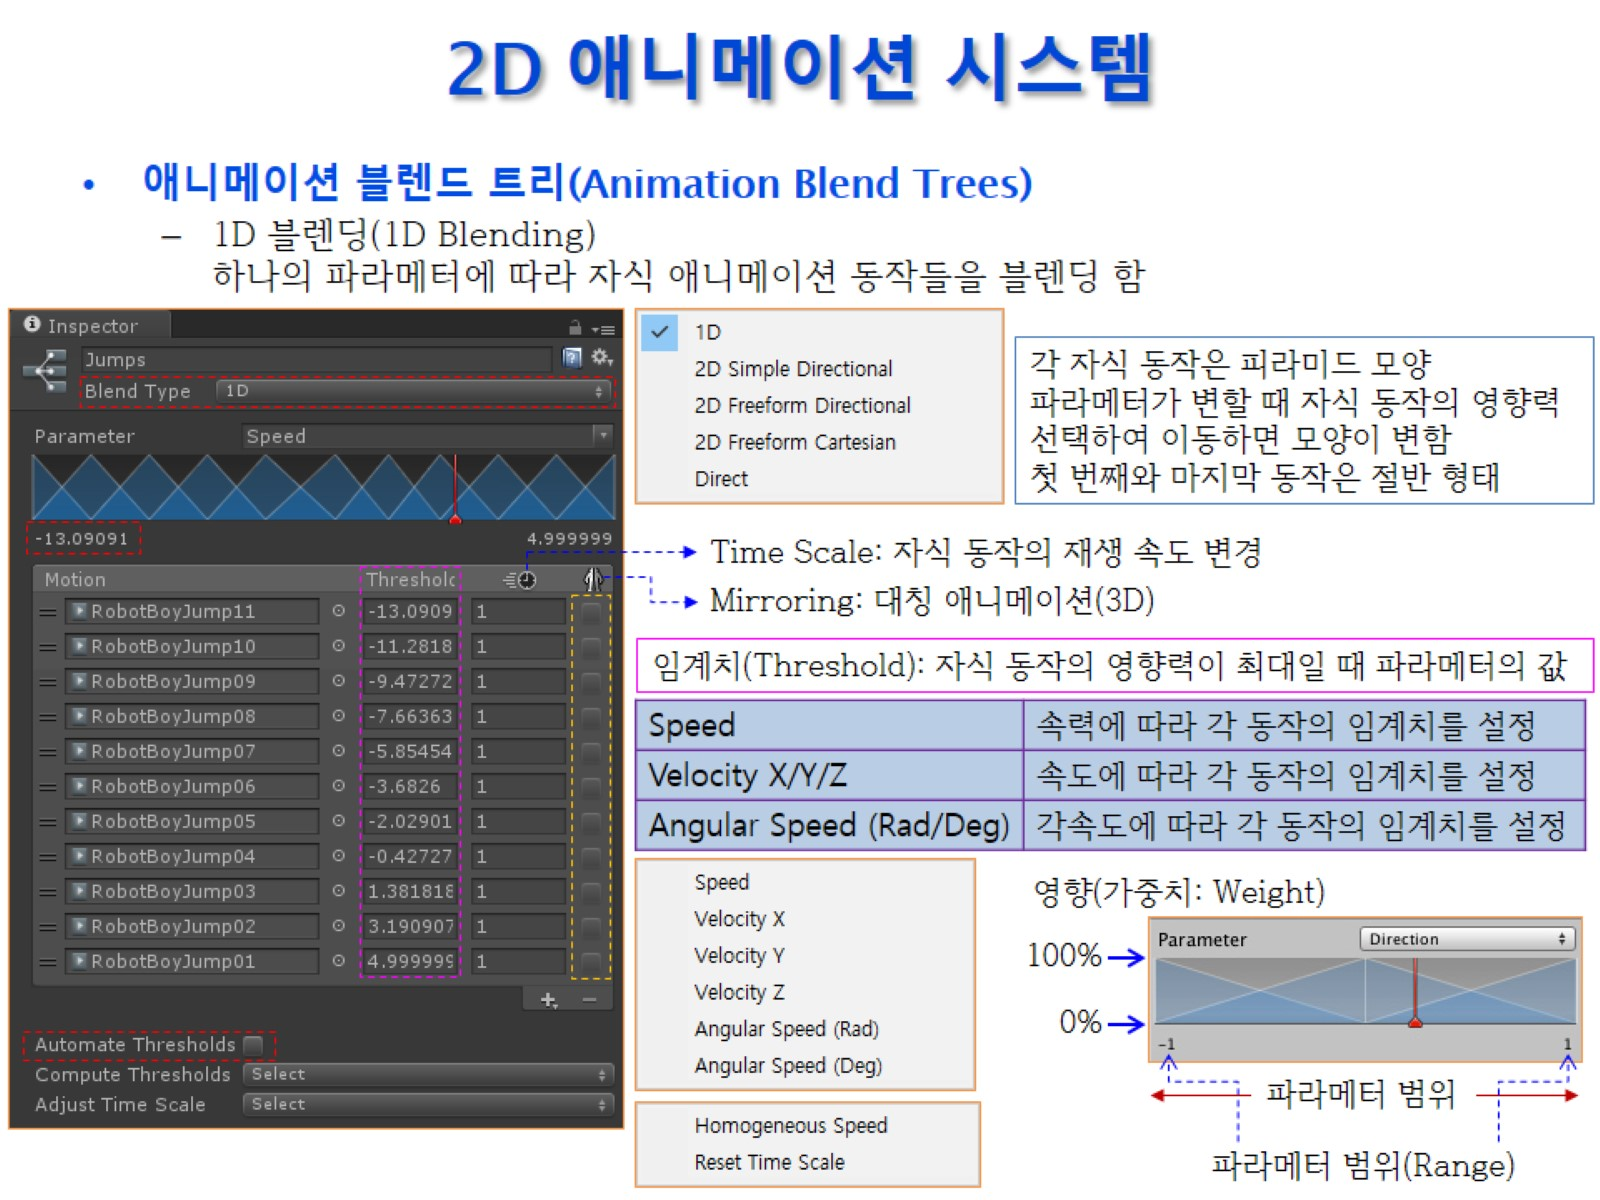 2D 애니메이션 시스템
• 애니메이션 블렌드 트리(Animation Blend Trees)
– 1D 블렌딩(1D Blending)
하나의 파라메터에 따라 자식 애니메이션 동작들을 블렌딩 함
Inspector
Jumps
Blend Type 1D
Parameter Speed
-13.09091 4.999999
Motion Threshold
RobotBoyJump11 -13.0909 1
RobotBoyJump10 -11.2818 1
RobotBoyJump09 -9.47272 1
RobotBoyJump08 -7.66363 1
RobotBoyJump07 -5.85454 1
RobotBoyJump06 -3.6826 1
RobotBoyJump05 -2.02901 1
RobotBoyJump04 -0.42727 1
RobotBoyJump03 1.381818 1
RobotBoyJump02 3.190907 1
RobotBoyJump01 4.999999 1
Automate Thresholds
Compute Thresholds Select
Adjust Time Scale Select
1D
2D Simple Directional
2D Freeform Directional
2D Freeform Cartesian
Direct
각 자식 동작은 피라미드 모양
파라메터가 변할 때 자식 동작의 영향력
선택하여 이동하면 모양이 변함
첫 번째와 마지막 동작은 절반 형태
Time Scale: 자식 동작의 재생 속도 변경
Mirroring: 대칭 애니메이션(3D)
임계치(Threshold): 자식 동작의 영향력이 최대일 때 파라메터의 값
Speed 속력에 따라 각 동작의 임계치를 설정
Velocity X/Y/Z 속도에 따라 각 동작의 임계치를 설정
Angular Speed (Rad/Deg) 각속도에 따라 각 동작의 임계치를 설정
Speed
Velocity X
Velocity Y
Velocity Z
Angular Speed (Rad)
Angular Speed (Deg)
Homogeneous Speed
Reset Time Scale
영향(가중치: Weight)
Parameter Direction
100%
0%
-1 1
파라메터 범위
파라메터 범위(Range)